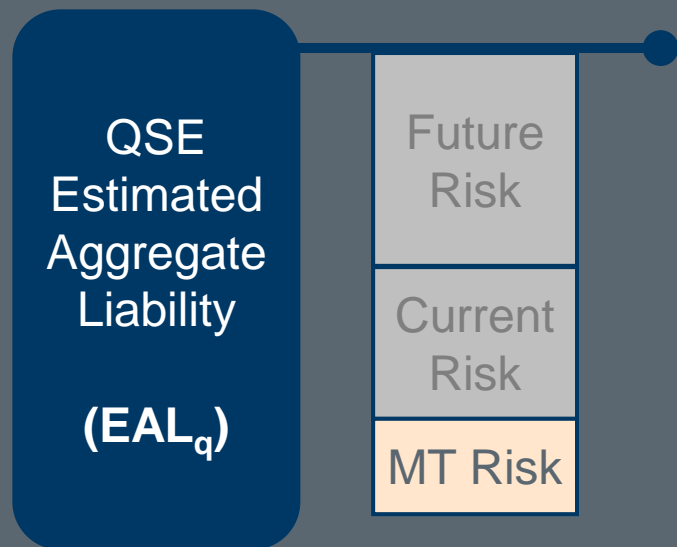 QSE
Estimated
Aggregate
Liability
(EALq)
Future
Risk
Current
Risk
MT Risk